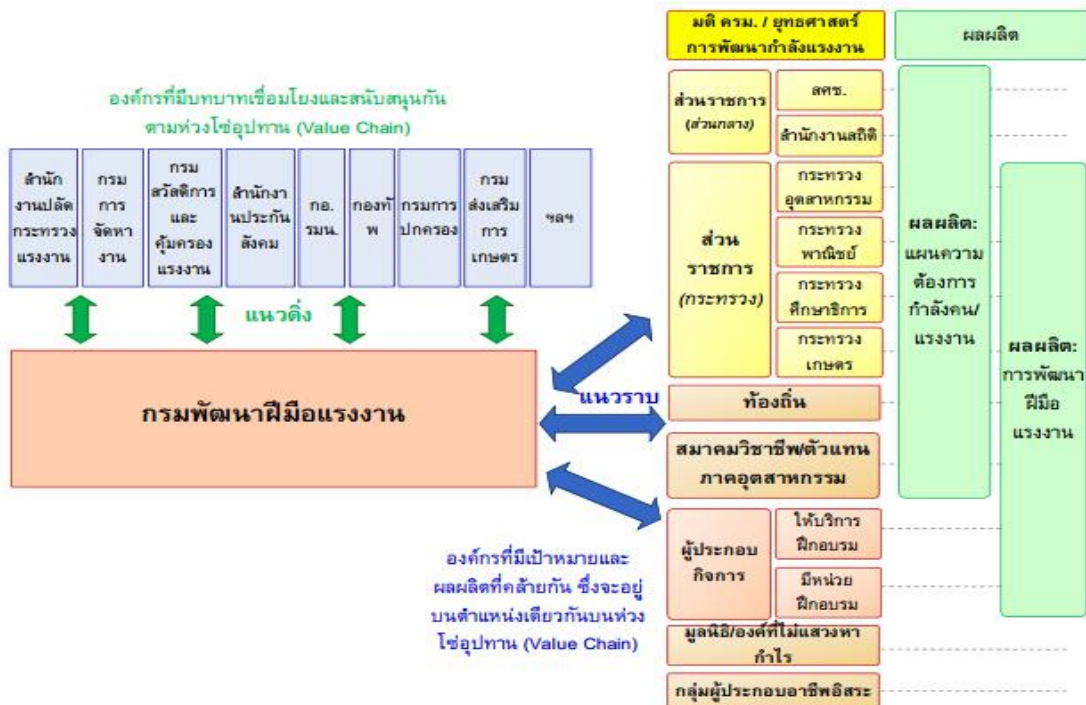 มติ ครม. / ยุทธศาสตร์
การพัฒนากำลังแรงงาน
ผลผลิต
องค์กรที่มีบทบาทเชื่อมโยงและสนับสนุนกัน
ตามห่วงโซ่อุปทาน (Value Chain)
สำนัก
งานปลัด
กระทรวง
แรงงาน
กรม
การ
จัดหา
งาน
กรม
สวัสดิการ
และ
คุ้มครอง
แรงงาน
สำนักงา
นประกัน
สังคม
กอ.
รมน.
กองทั
พ
กรมการ
ปกครอง
กรม
ส่งเสริม
การ
เกษตร
ฯลฯ
แนวดิ่ง
กรมพัฒนาฝีมือแรงงาน
แนวราบ
องค์กรที่มีเป้าหมายและ
ผลผลิตที่คล้ายกัน ซึ่งจะอยู่
บนตำแหน่งเดียวกันบนห่วง
โซ่อุปทาน (Value Chain)
ส่วนราชการ
(ส่วนกลาง)
สศช.
สำนักงานสถิติ
ส่วน
ราชการ
(กระทรวง)
กระทรวง
อุตสาหกรรม
กระทรวง
พาณิชย์
กระทรวง
ศึกษาธิการ
กระทรวง
เกษตร
ท้องถิ่น
สมาคมวิชาชีพ/ตัวแทน
ภาคอุตสาหกรรม
ผู้ประกอบ
กิจการ
ให้บริการ
ฝึกอบรม
มีหน่วย
ฝึกอบรม
มูลนิธิ/องค์ที่ไม่แสวงหา
กำไร
กลุ่มผู้ประกอบอาชีพอิสระ
ผลผลิต:
แผนความ
ต้องการ
กำลังคน/
แรงงาน
ผลผลิต:
การพัฒนา
ฝีมือ
แรงงาน